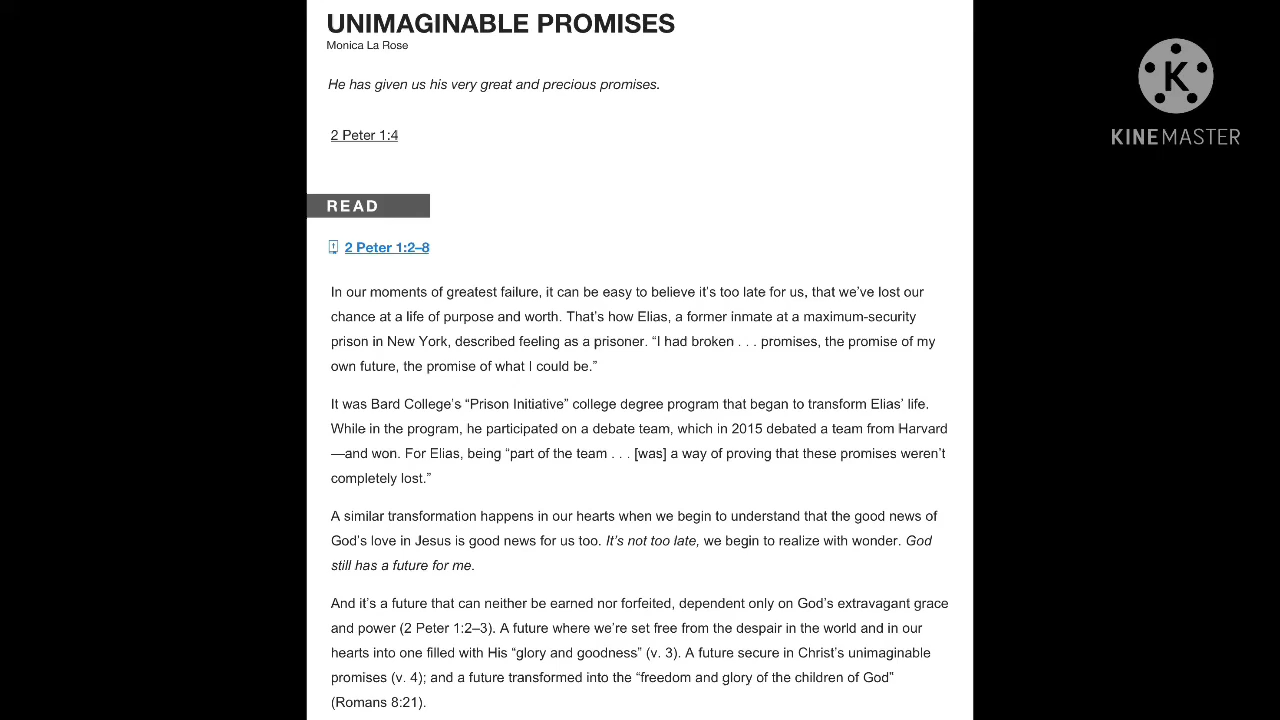 UNIMAGINABLE PROMISES
Monica La Rose
He has given us his very great and precious promises.
2 Peter 1:4
READ
2 Peter 1:2–8
In our moments of greatest failure, it can be easy to believe it’s too late for us, that we’ve lost our
chance at a life of purpose and worth. That’s how Elias, a former inmate at a maximum-security
prison in New York, described feeling as a prisoner. “I had broken . . . promises, the promise of my
own future, the promise of what I could be.”
It was Bard College’s “Prison Initiative” college degree program that began to transform Elias’ life.
While in the program, he participated on a debate team, which in 2015 debated a team from Harvard
—and won. For Elias, being “part of the team . . . [was] a way of proving that these promises weren’t
completely lost.”
A similar transformation happens in our hearts when we begin to understand that the good news of
God’s love in Jesus is good news for us too. It’s not too late, we begin to realize with wonder. God
still has a future for me.
And it’s a future that can neither be earned nor forfeited, dependent only on God’s extravagant grace
and power (2 Peter 1:2–3). A future where we’re set free from the despair in the world and in our
hearts into one filled with His “glory and goodness” (v. 3). A future secure in Christ’s unimaginable
promises (v. 4); and a future transformed into the “freedom and glory of the children of God”
(Romans 8:21).
K
KINEMASTER